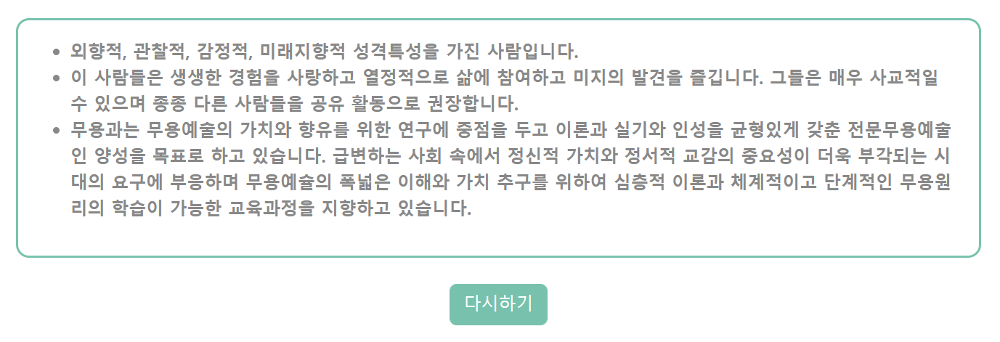 외향적, 관찰적, 감정적, 미래지향적 성격특성을 가진 사람입니다.
이 사람들은 생생한 경험을 사랑하고 열정적으로 삶에 참여하고 미지의 발견을 즐깁니다. 그들은 매우 사교적일
수 있으며 종종 다른 사람들을 공유 활동으로 권장합니다.
무용과는 무용예술의 가치와 향유를 위한 연구에 중점을 두고 이론과 실기와 인성을 균형있게 갖춘 전문무용예술
인 양성을 목표로 하고 있습니다. 급변하는 사회 속에서 정신적 가치와 정서적 교감의 중요성이 더욱 부각되는 시
대의 요구에 부응하며 무용예술의 폭넓은 이해와 가치 추구를 위하여 심층적 이론과 체계적이고 단계적인 무용원
리의 학습이 가능한 교육과정을 지향하고 있습니다.
다시하기